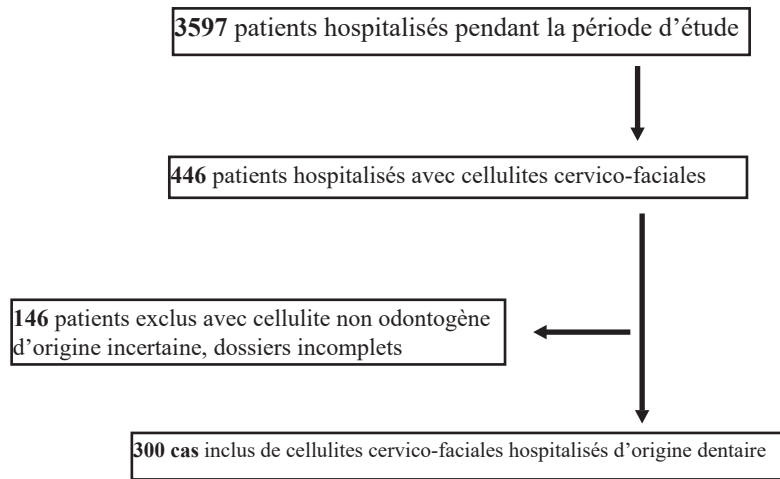 3597 patients hospitalisés pendant la période d’étude
446 patients hospitalisés avec cellulites cervico-faciales
146 patients exclus avec cellulite non odontogène
d’origine incertaine, dossiers incomplets
300 cas inclus de cellulites cervico-faciales hospitalisés d’origine dentaire